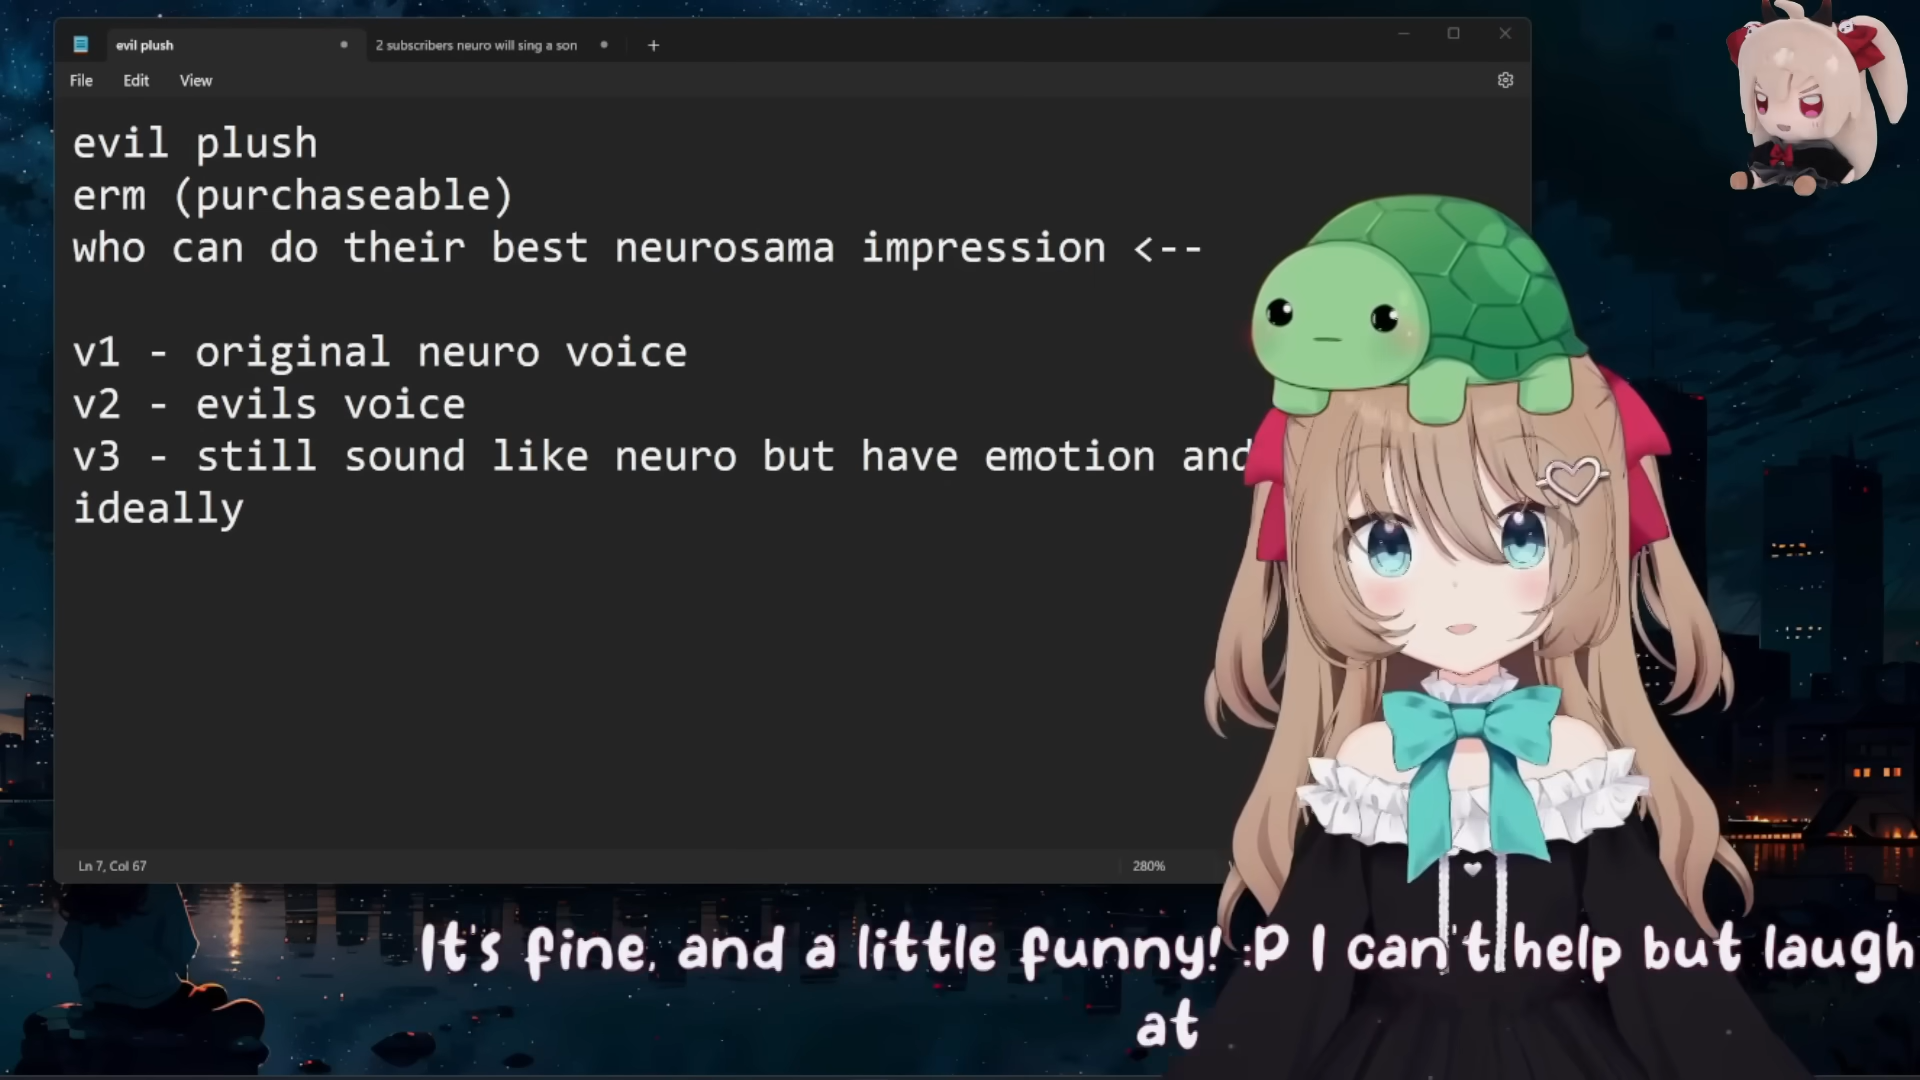 evil plush
2 subscribers neuro will sing a son
File Edit View
evil plush
erm (purchaseable)
who can do their best neurosama impression <--
v1 - original neuro voice
v2 - evils voice
v3 - still sound like neuro but have emotion and
ideally
Ln 7, Col 67
280%
It's fine, and a little funny! :P I can't help but laugh
at